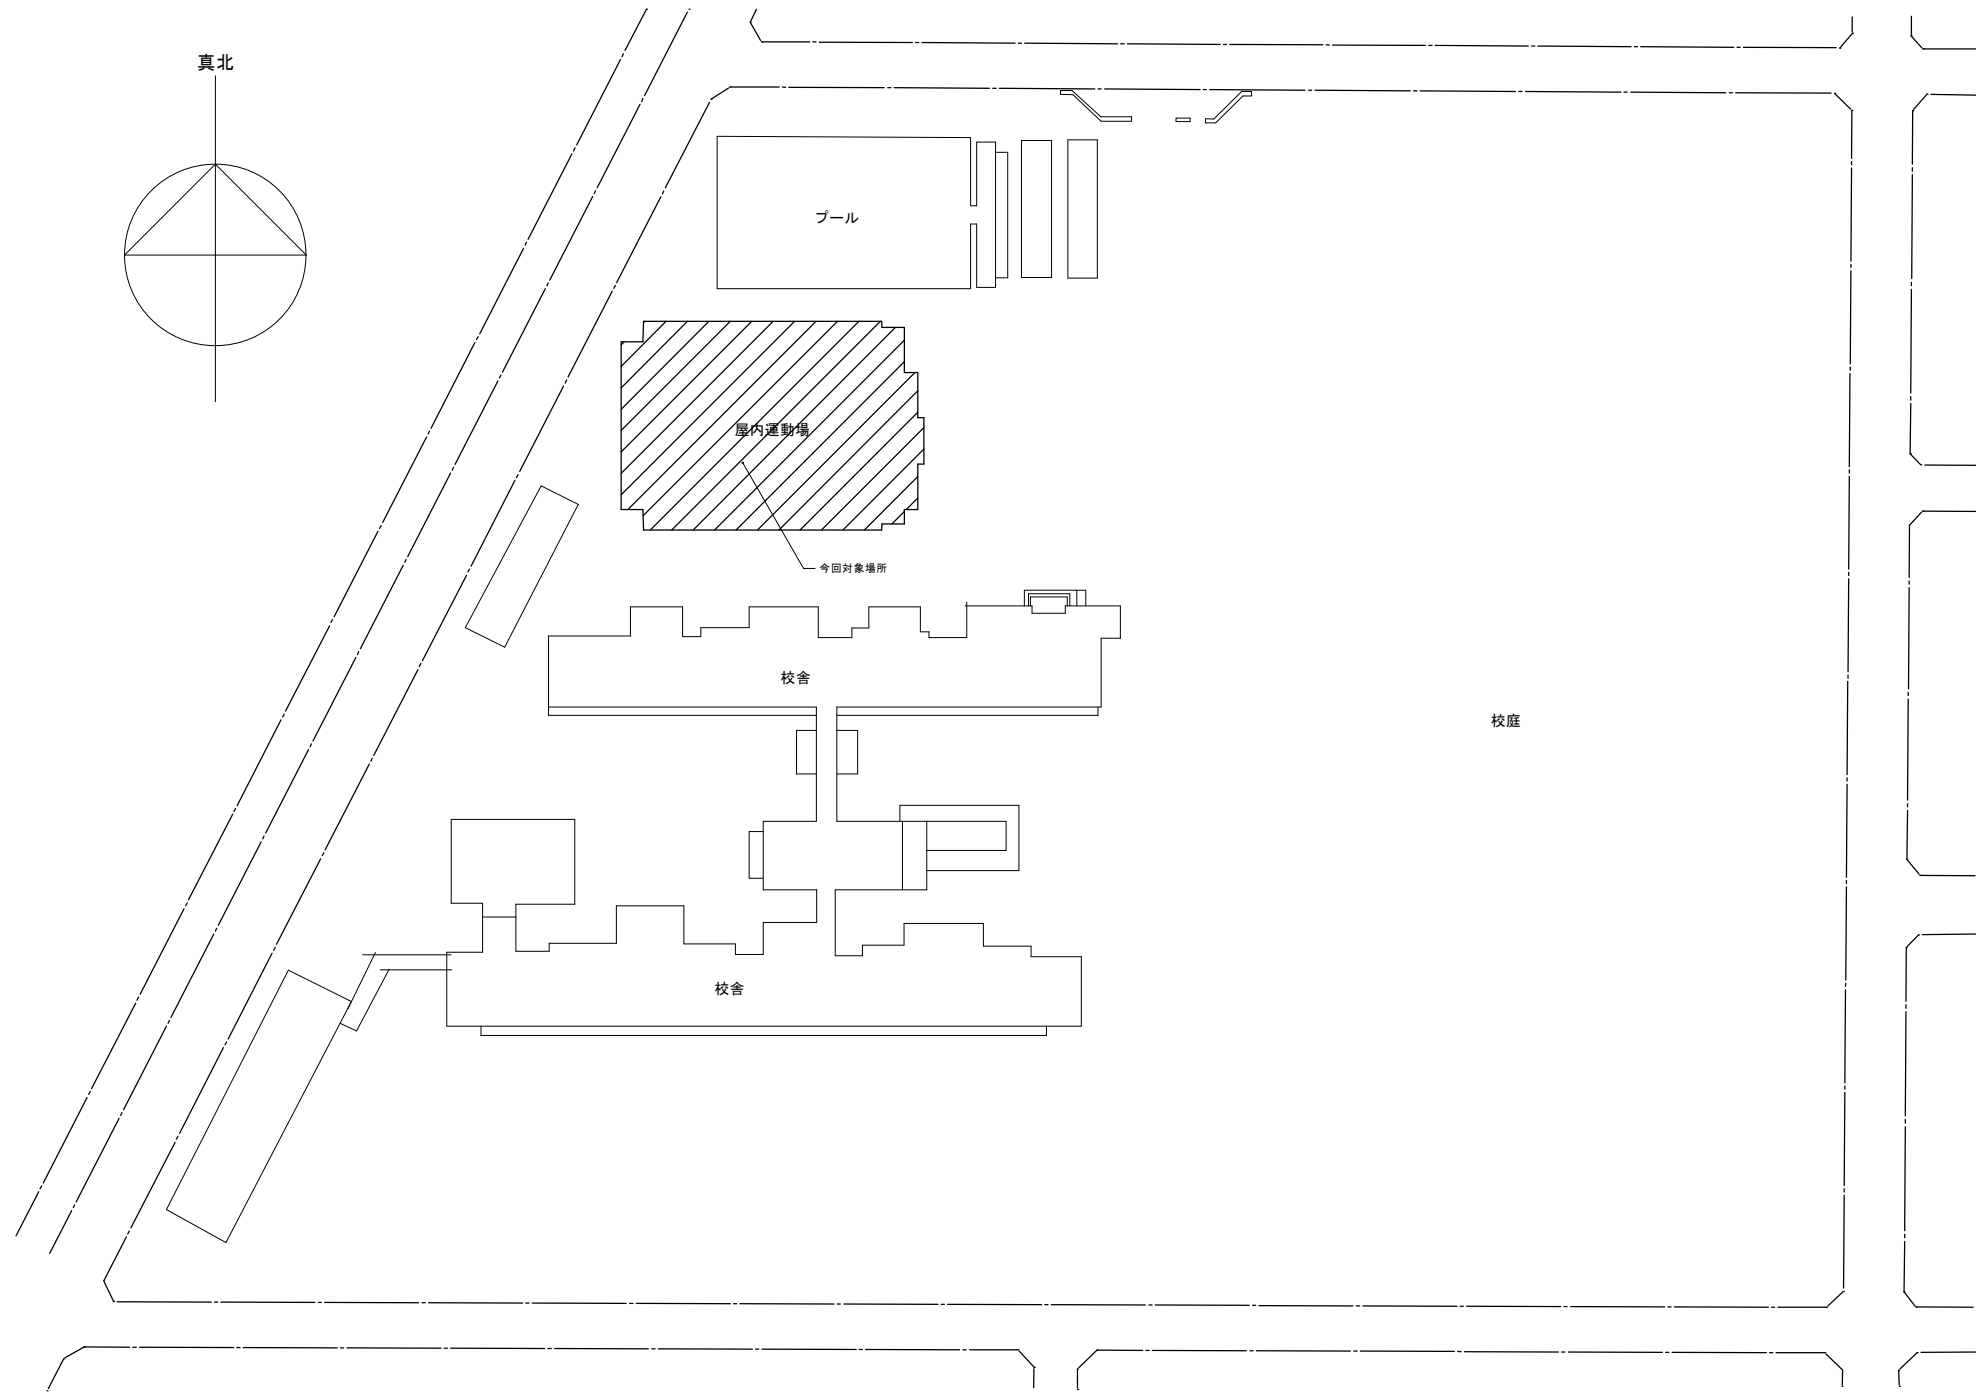 真北
プール
屋内運動場
今回対象場所
校舎
校庭
校舎